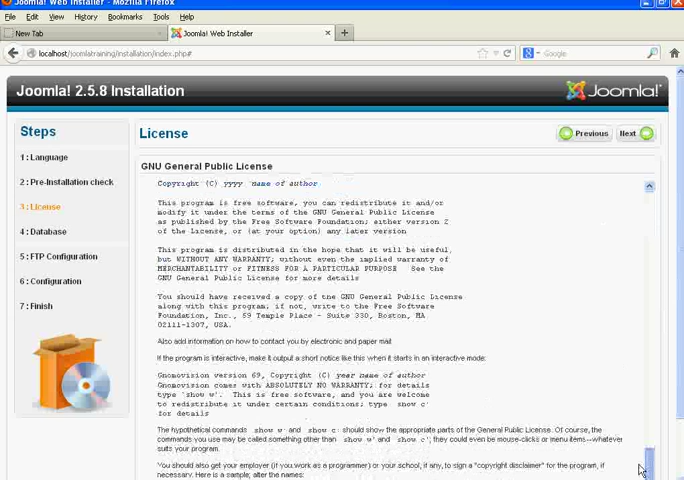 Joomla! Web Installer - Mozilla Firefox
File Edit View History Bookmarks Tools Help
New Tab
Joomla! Web Installer
localhost/joomlatraining/installation/index.php#
Google
Joomla! 2.5.8 Installation
Joomla!
Steps
1 : Language
2 : Pre-Installation check
3 : License
4 : Database
5 : FTP Configuration
6 : Configuration
7 : Finish
License
Previous
Next
GNU General Public License
Copyright (C) yyyy name of author
This program is free software, you can redistribute it and/or
modify it under the terms of the GNU General Public License
as published by the Free Software Foundation; either version 2
of the License, or (at your option) any later version
This program is distributed in the hope that it will be useful,
but WITHOUT ANY WARRANTY; without even the implied warranty of
MERCHANTABILITY or FITNESS FOR A PARTICULAR PURPOSE See the
GNU General Public License for more details
You should have received a copy of the GNU General Public License
along with this program, if not, write to the Free Software
Foundation, Inc., 59 Temple Place - Suite 330, Boston, MA
02111-1307, USA.
Also add information on how to contact you by electronic and paper mail
If the program is interactive, make it output a short notice like this when it starts in an interactive mode:
Gnomovision version 69, Copyright (C) year name of author
Gnomovision comes with ABSOLUTELY NO WARRANTY; for details
type 'show w'. This is free software, and you are welcome
to redistribute it under certain conditions; type show c'
for details
The hypothetical commands show w' and show c' should show the appropriate parts of the General Public License. Of course, the
commands you use may be called something other than show w' and show c'; they could even be mouse-clicks or menu items--whatever
suits your program.
You should also get your employer (if you work as a programmer) or your school, if any, to sign a "copyright disclaimer" for the program, if
necessary. Here is a sample; alter the names: